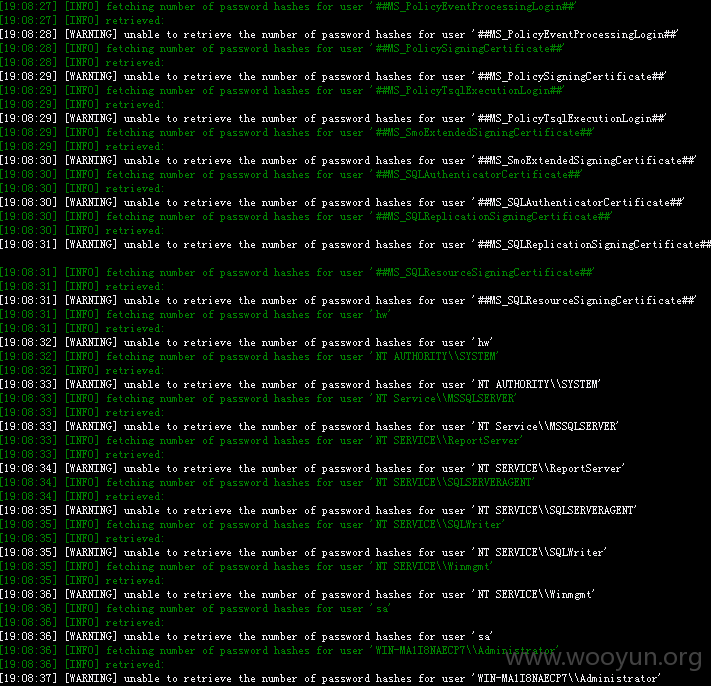 [19:08:27] [INFO] fetching number of password hashes for user '##MS_PolicyEventProcessingLogin##'
[19:08:27] [INFO] retrieved:
[19:08:28] [WARNING] unable to retrieve the number of password hashes for user '##MS_PolicyEventProcessingLogin##'
[19:08:28] [INFO] fetching number of password hashes for user '##MS_PolicySigningCertificate##'
[19:08:28] [INFO] retrieved:
[19:08:29] [WARNING] unable to retrieve the number of password hashes for user '##MS_PolicySigningCertificate##'
[19:08:29] [INFO] fetching number of password hashes for user '##MS_PolicyTsqlExecutionLogin##'
[19:08:29] [INFO] retrieved:
[19:08:29] [WARNING] unable to retrieve the number of password hashes for user '##MS_PolicyTsqlExecutionLogin##'
[19:08:29] [INFO] fetching number of password hashes for user '##MS_SmoExtendedSigningCertificate##'
[19:08:29] [INFO] retrieved:
[19:08:30] [WARNING] unable to retrieve the number of password hashes for user '##MS_SmoExtendedSigningCertificate##'
[19:08:30] [INFO] fetching number of password hashes for user '##MS_SQLAuthenticatorCertificate##'
[19:08:30] [INFO] retrieved:
[19:08:30] [WARNING] unable to retrieve the number of password hashes for user '##MS_SQLAuthenticatorCertificate##'
[19:08:30] [INFO] fetching number of password hashes for user '##MS_SQLReplicationSigningCertificate##'
[19:08:30] [INFO] retrieved:
[19:08:31] [WARNING] unable to retrieve the number of password hashes for user '##MS_SQLReplicationSigningCertificate##
[19:08:31] [INFO] fetching number of password hashes for user '##MS_SQLResourceSigningCertificate##'
[19:08:31] [INFO] retrieved:
[19:08:31] [WARNING] unable to retrieve the number of password hashes for user '##MS_SQLResourceSigningCertificate##'
[19:08:31] [INFO] fetching number of password hashes for user 'hw'
[19:08:31] [INFO] retrieved:
[19:08:32] [WARNING] unable to retrieve the number of password hashes for user 'hw'
[19:08:32] [INFO] fetching number of password hashes for user 'NT AUTHORITY\\SYSTEM'
[19:08:32] [INFO] retrieved:
[19:08:33] [WARNING] unable to retrieve the number of password hashes for user 'NT AUTHORITY\\SYSTEM'
[19:08:33] [INFO] fetching number of password hashes for user 'NT Service\\MSSQLSERVER'
[19:08:33] [INFO] retrieved:
[19:08:33] [WARNING] unable to retrieve the number of password hashes for user 'NT Service\\MSSQLSERVER'
[19:08:33] [INFO] fetching number of password hashes for user 'NT SERVICE\\ReportServer'
[19:08:33] [INFO] retrieved:
[19:08:34] [WARNING] unable to retrieve the number of password hashes for user 'NT SERVICE\\ReportServer'
[19:08:34] [INFO] fetching number of password hashes for user 'NT SERVICE\\SQLSERVERAGENT'
[19:08:34] [INFO] retrieved:
[19:08:35] [WARNING] unable to retrieve the number of password hashes for user 'NT SERVICE\\SQLSERVERAGENT'
[19:08:35] [INFO] fetching number of password hashes for user 'NT SERVICE\\SQLWriter'
[19:08:35] [INFO] retrieved:
[19:08:35] [WARNING] unable to retrieve the number of password hashes for user 'NT SERVICE\\SQLWriter'
[19:08:35] [INFO] fetching number of password hashes for user 'NT SERVICE\\Winmgmt'
[19:08:35] [INFO] retrieved:
[19:08:36] [WARNING] unable to retrieve the number of password hashes for user 'NT SERVICE\\Winmgmt'
[19:08:36] [INFO] fetching number of password hashes for user 'sa'
[19:08:36] [INFO] retrieved:
[19:08:36] [WARNING] unable to retrieve the number of password hashes for user 'sa'
[19:08:36] [INFO] fetching number of password hashes for user 'WIN-MA1I8NAECP7\\Administrator'
[19:08:36] [INFO] retrieved:
[19:08:37] [WARNING] unable to retrieve the number of password hashes for user 'WIN-MA1I8NAECP7\\Administrator'
www.wooyun.org